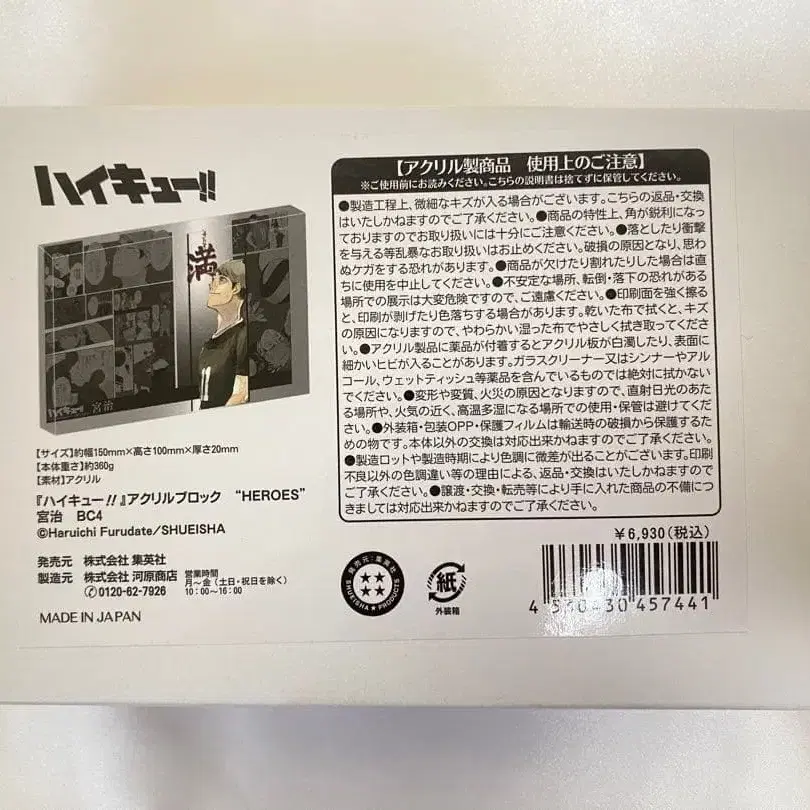 ハイキュー!!
満
ハイキュー!!
宮治
【サイズ】約幅150mm×高さ100mm×厚さ20mm
【本体重さ】約360g
【素材】アクリル
『ハイキュー!!』アクリルブロック “HEROES”
宮治 BC4
©Haruichi Furudate/SHUEISHA
発売元 株式会社 集英社
製造元 株式会社 河原商店
営業時間
月〜金(土日・祝日を除く)
10：00〜16：00
✆0120-62-7926
MADE IN JAPAN
【アクリル製商品 使用上のご注意】
※ご使用前にお読みください。こちらの説明書は捨てずに保管してください。
●製造工程上、微細なキズが入る場合がございます。こちらの返品・交換
はいたしかねますのでご了承ください。●商品の特性上、角が鋭利になっ
ておりますのでお取り扱いには十分にご注意ください。●落としたり衝撃
を与える等乱暴なお取り扱いはお止めください。破損の原因となり、思わ
ぬケガをする恐れがあります。●商品が欠けたり割れたりした場合は直
ちに使用を中止してください。●不安定な場所、転倒・落下の恐れがある
場所での展示は大変危険ですので、ご遠慮ください。●印刷面を強く擦る
と、印刷が剥げたり色落ちする場合があります。乾いた布で拭くと、キズ
の原因になりますので、やわらかい湿った布でやさしく拭き取ってくださ
い。●アクリル製品に薬品が付着するとアクリル板が白濁したり、表面に
細かいヒビが入ることがあります。ガラスクリーナー又はシンナーやアル
コール、ウェットティッシュ等薬品を含んでいるものでは絶対に拭かない
でください。●変形や変質、火災の原因となりますので、直射日光のあた
る場所や、火気の近く、高温多湿になる場所での使用・保管は避けてくだ
さい。●外装箱・包装OPP・保護フィルムは輸送時の破損から保護するた
めの物です。本体以外の交換は対応出来かねますのでご了承ください。
●製造ロットや製造時期により色調に微差が出ることがございます。印刷
不良以外の色調違い等の理由による、返品・交換はいたしかねますので
ご了承ください。●譲渡・交換・転売等により手に入れた商品の不備につ
きましては対応出来かねますのでご了承ください。
￥6,930(税込)
発売元：集英社
SHUEISHA PRODUCTS
紙
外装箱
4 530430 457441